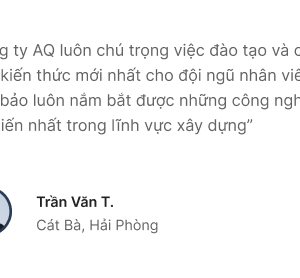 g ty AQ luôn chú trọng việc đào tạo và c
kiến thức mới nhất cho đội ngũ nhân viê
bảo luôn nắm bắt được những công ngh
iến nhất trong lĩnh vực xây dựng”
Trần Văn T.
Cát Bà, Hải Phòng